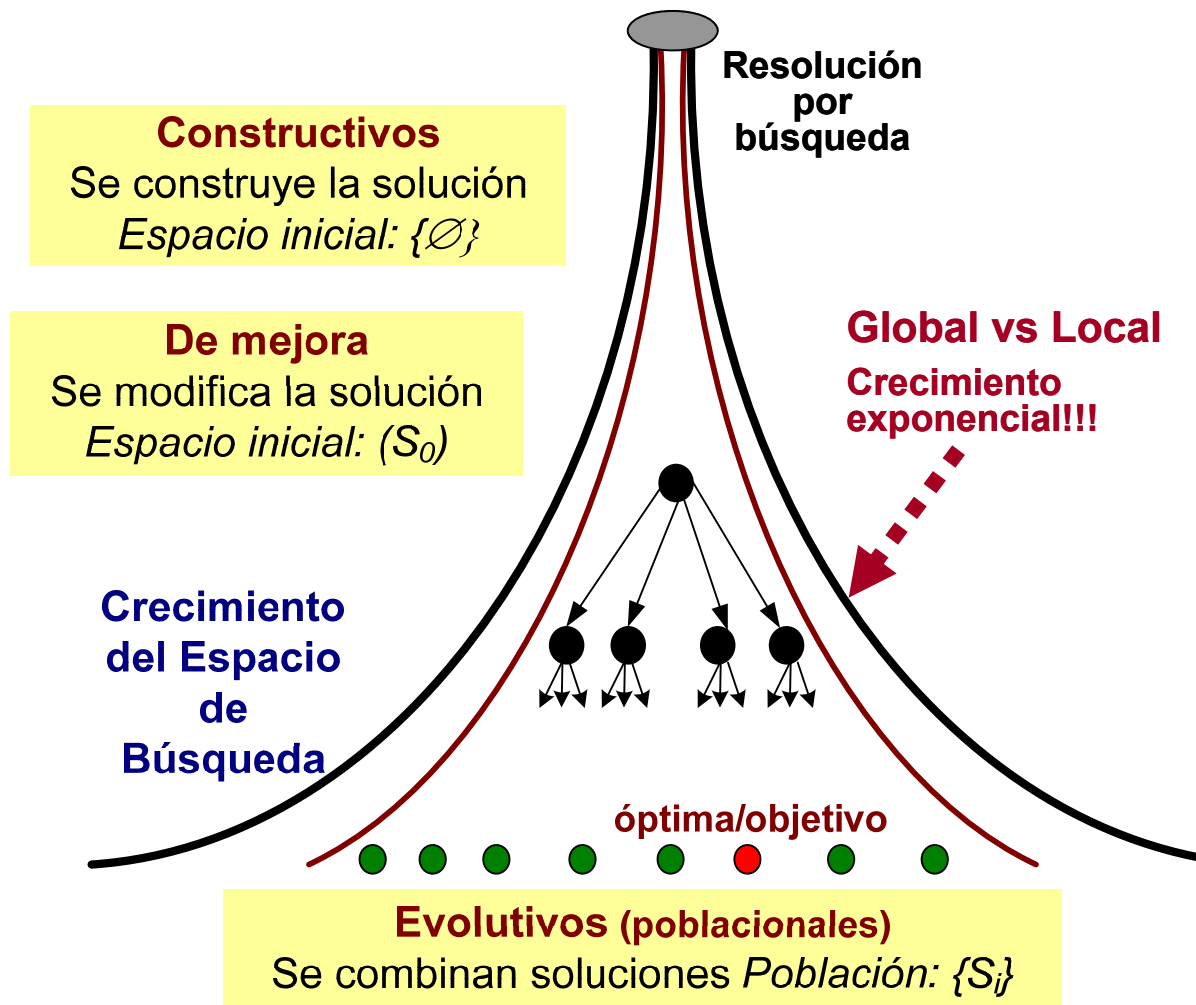 Resolución
por
búsqueda
Constructivos
Se construye la solución
Espacio inicial: {∅}
De mejora
Se modifica la solución
Espacio inicial: (S₀)
Global vs Local
Crecimiento
exponencial!!!
Crecimiento
del Espacio
de
Búsqueda
óptima/objetivo
Evolutivos (poblacionales)
Se combinan soluciones Población: {Sᵢ}